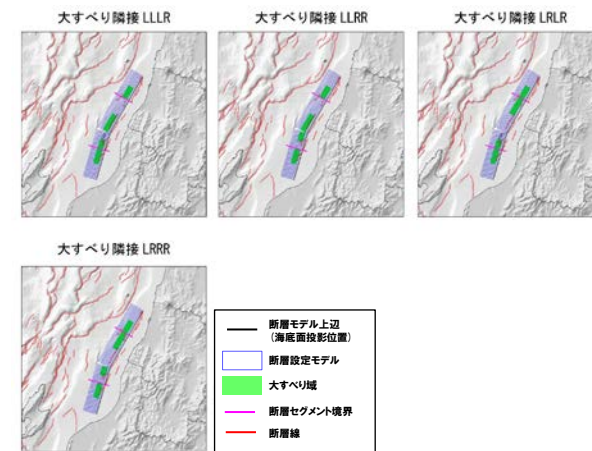 大すべり隣接 LLLR
大すべり隣接 LLRR
大すべり隣接 LRLR
大すべり隣接 LRRR
断層モデル上辺
(海底面投影位置)
断層設定モデル
大すべり域
断層セグメント境界
断層線